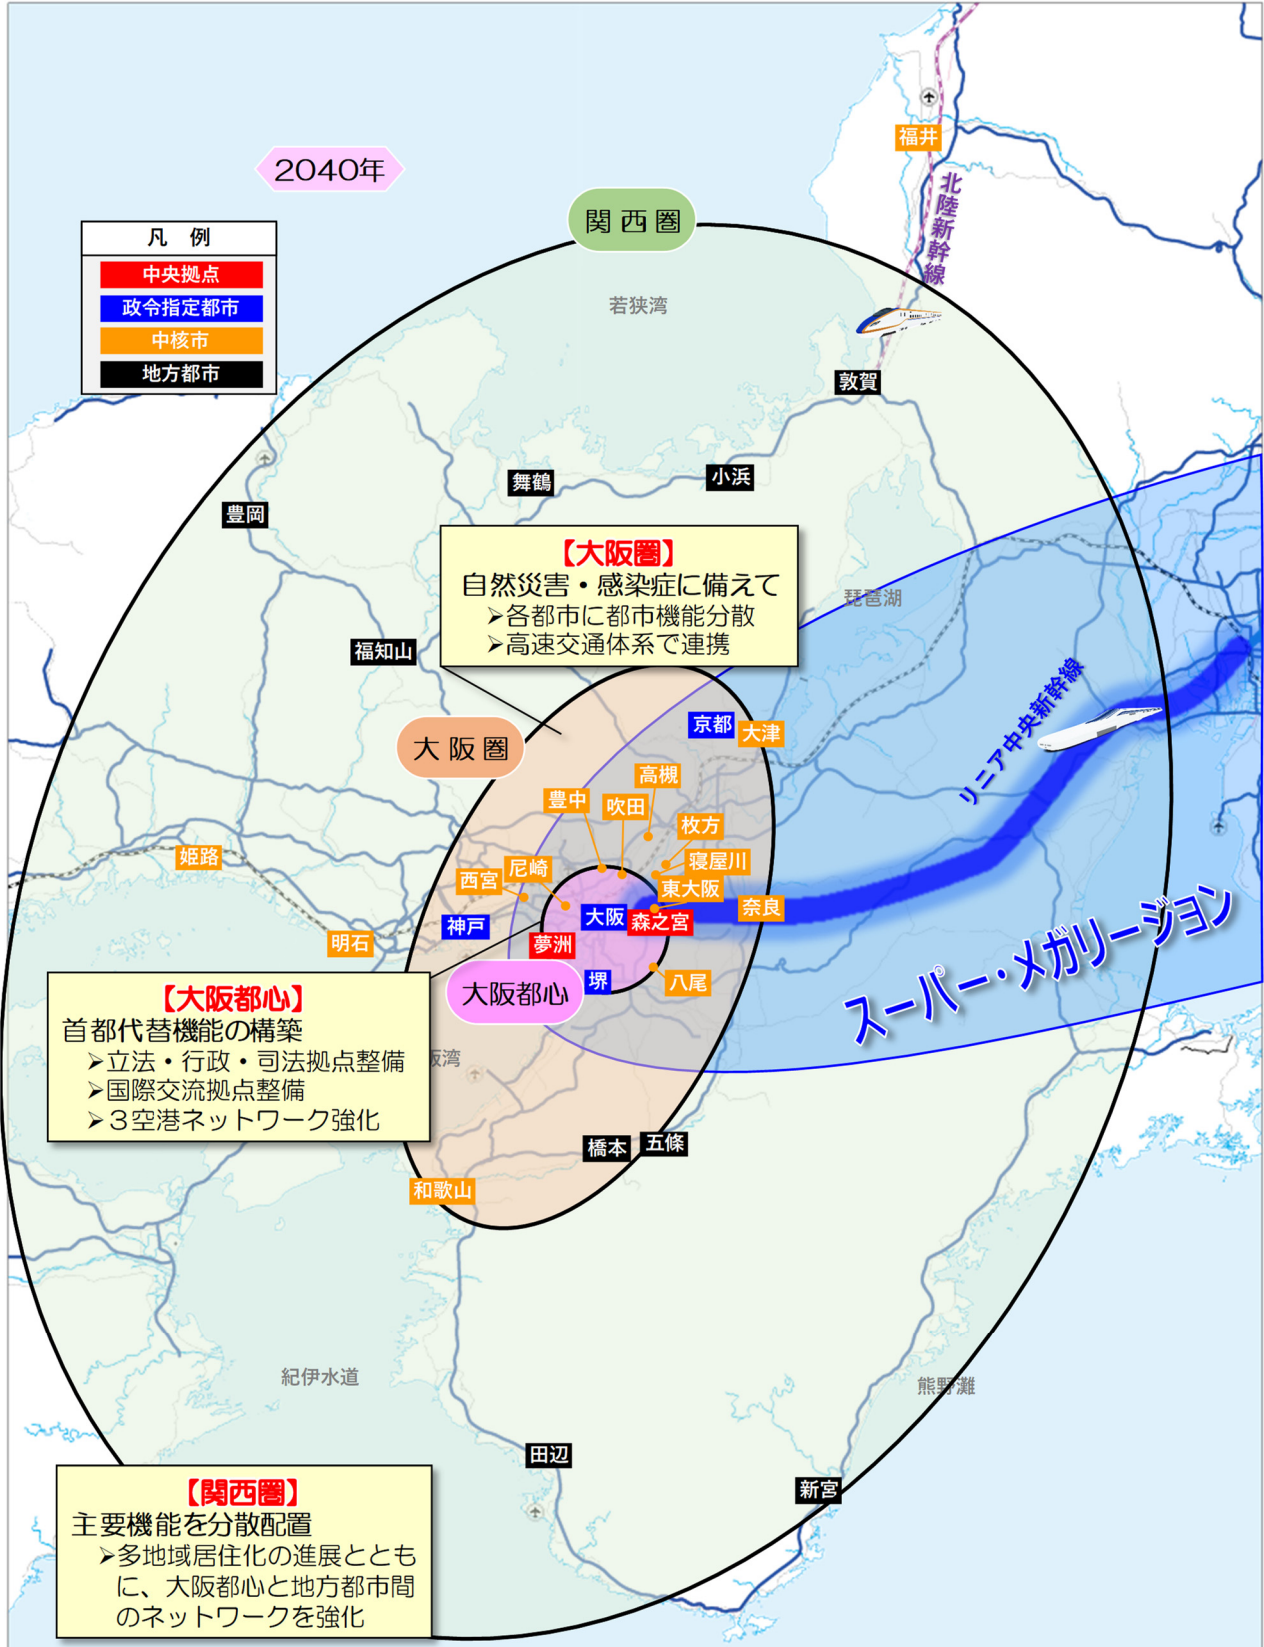 2040年
福井
北陸新幹線
関西圏
凡　例
中央拠点
政令指定都市
中核市
地方都市
若狭湾
敦賀
舞鶴
小浜
豊岡
【大阪圏】
自然災害・感染症に備えて
➢各都市に都市機能分散
➢高速交通体系で連携
琵琶湖
福知山
リニア中央新幹線
京都
大津
大阪圏
高槻
豊中
吹田
枚方
姫路
尼崎
寝屋川
西宮
東大阪
奈良
大阪
森之宮
神戸
明石
夢洲
スーパー・メガリージョン
堺
八尾
大阪都心
【大阪都心】
首都代替機能の構築
➢立法・行政・司法拠点整備
➢国際交流拠点整備
➢３空港ネットワーク強化
阪湾
橋本
五條
和歌山
紀伊水道
熊野灘
田辺
新宮
【関西圏】
主要機能を分散配置
➢多地域居住化の進展ととも
に、大阪都心と地方都市間
のネットワークを強化